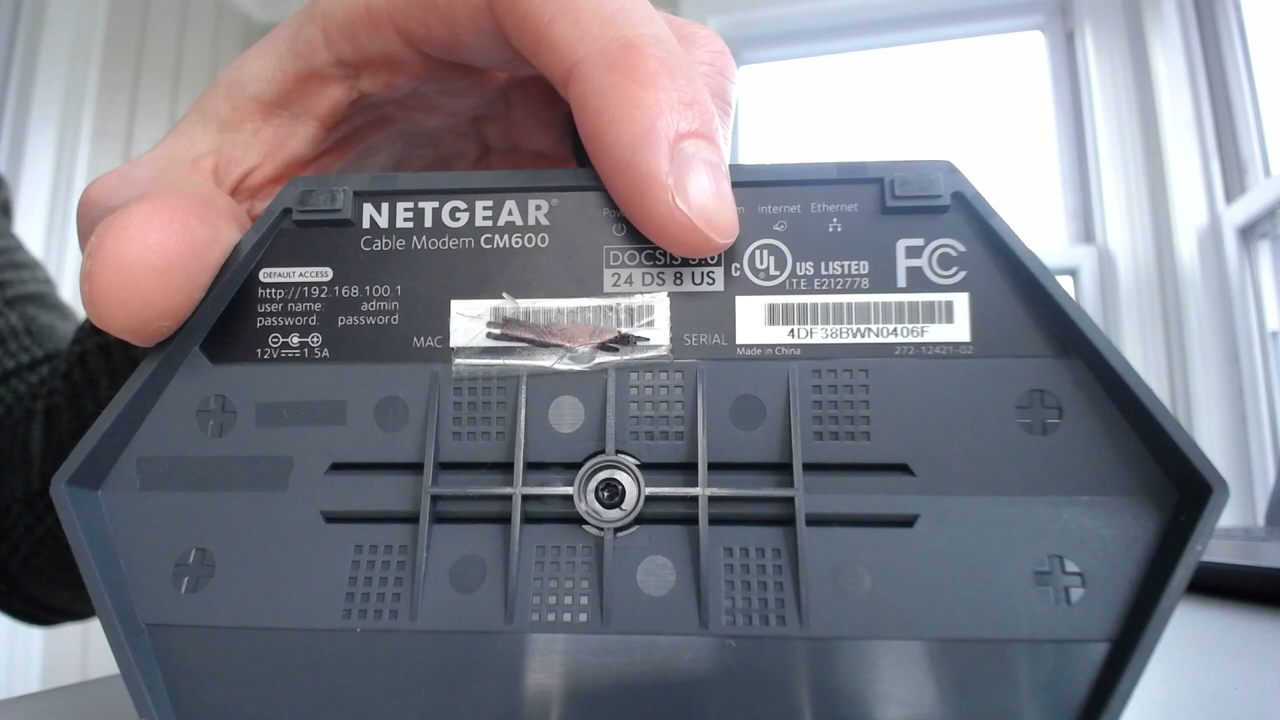 NETGEAR®
Cable Modem CM600
Internet Ethernet
DEFAULT ACCESS
http://192.168.100.1
user name: admin
password: password
12V 1.5A
DOCSIS 3.0
24 DS 8 US
C UL US LISTED
I.T.E. E212778
FC
MAC
SERIAL
4DF38BWN0406F
Made in China
272-12421-02